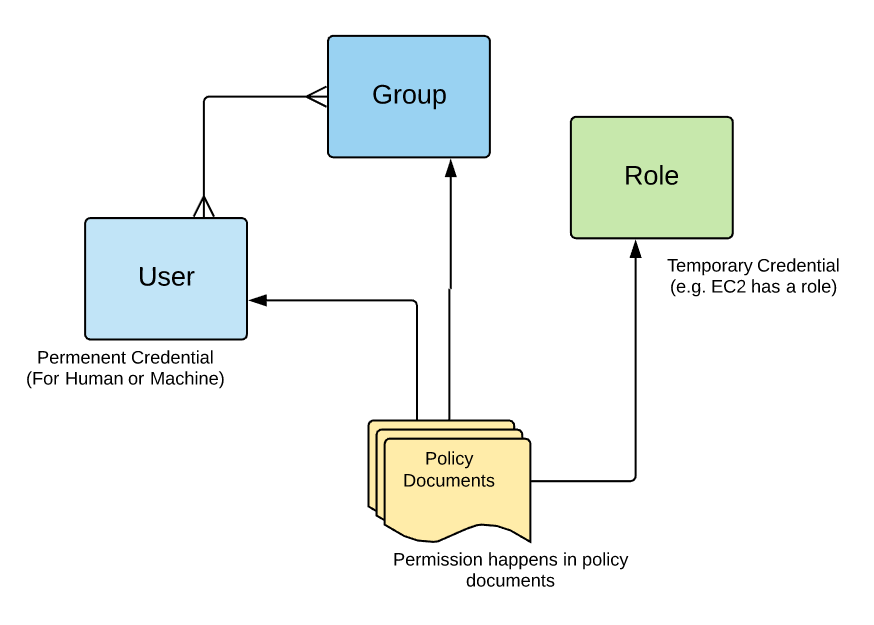 Group
Role
User
Temporary Credential
(e.g. EC2 has a role)
Permenent Credential
(For Human or Machine)
Policy
Documents
Permission happens in policy
documents